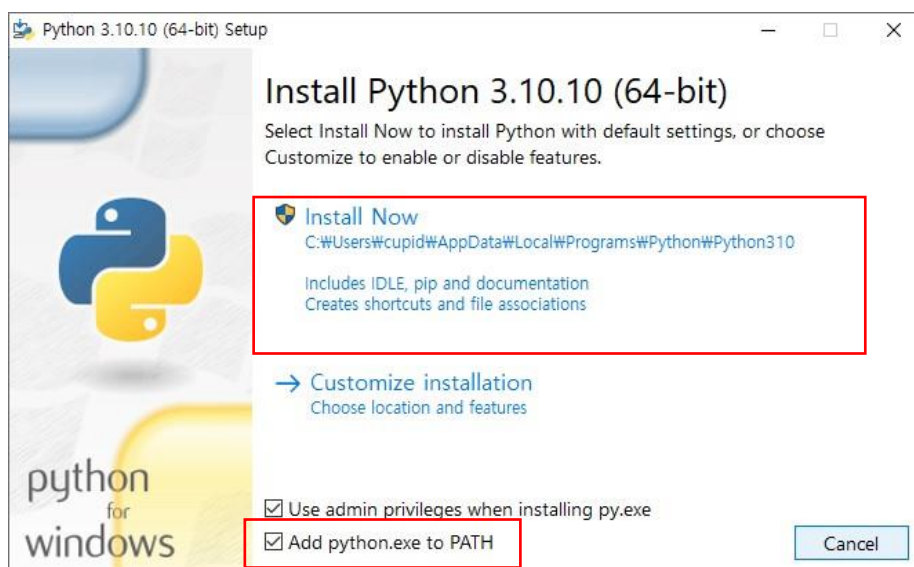 Python 3.10.10 (64-bit) Setup
Install Python 3.10.10 (64-bit)
Select Install Now to install Python with default settings, or choose
Customize to enable or disable features.
Install Now
C:₩Users₩cupid₩AppData₩Local₩Programs₩Python₩Python310
Includes IDLE, pip and documentation
Creates shortcuts and file associations
Customize installation
Choose location and features
python
for
windows
Use admin privileges when installing py.exe
Add python.exe to PATH
Cancel